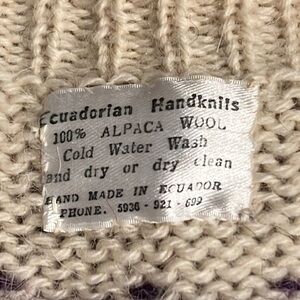 Ecuadorian Handknits
100% ALPACA WOOL
Cold Water Wash
and dry or dry clean
HAND MADE IN ECUADOR
PHONE. 5936 - 921 - 699